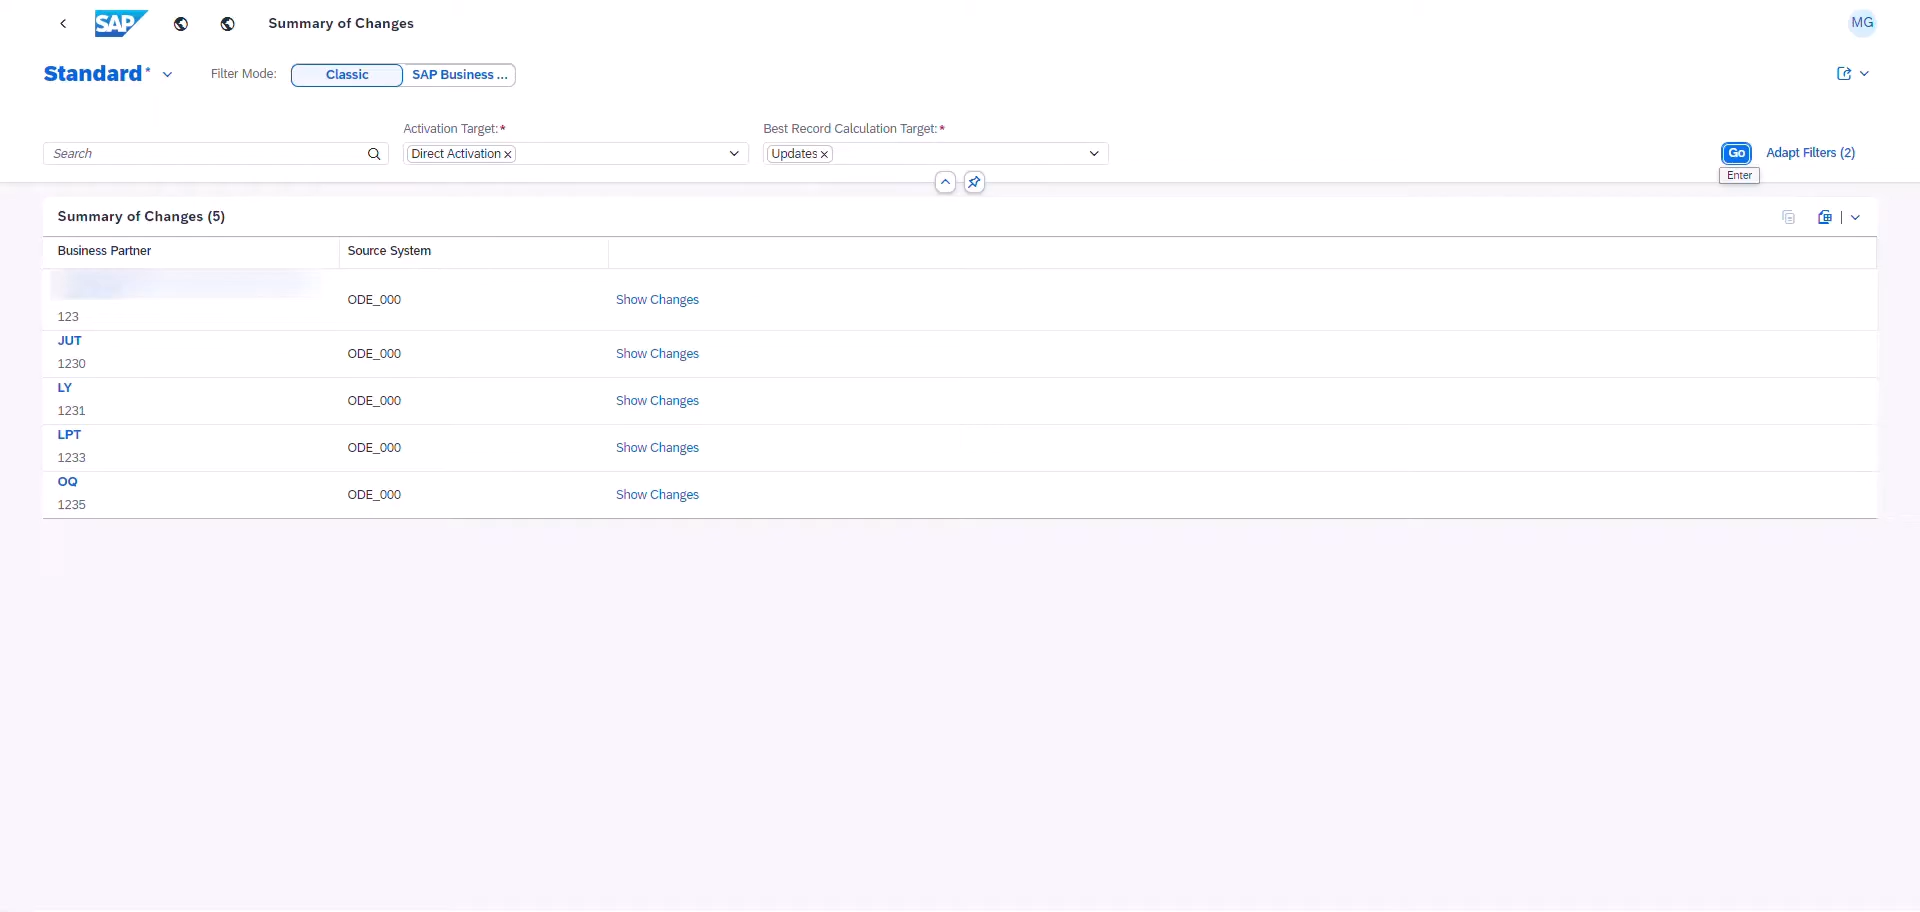 SAP Summary of Changes MG
Standard* Filter Mode: Classic SAP Business ...
Activation Target:* Best Record Calculation Target:*
Search Direct Activation Updates Go Adapt Filters (2)
Enter
Summary of Changes (5)
Business Partner Source System
ODE_000 Show Changes
123
JUT
ODE_000 Show Changes
1230
LY
ODE_000 Show Changes
1231
LPT
ODE_000 Show Changes
1233
OQ
ODE_000 Show Changes
1235